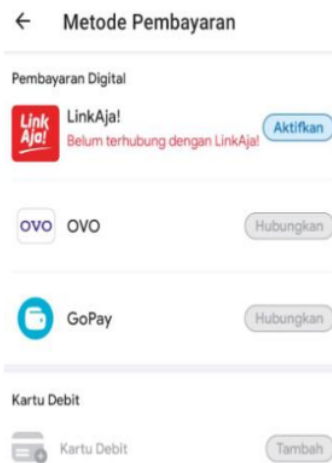 Metode Pembayaran
Pembayaran Digital
Link Aja!
LinkAja!
Belum terhubung dengan LinkAja!
Aktifkan
OVO
OVO
Hubungkan
GoPay
Hubungkan
Kartu Debit
Kartu Debit
Tambah